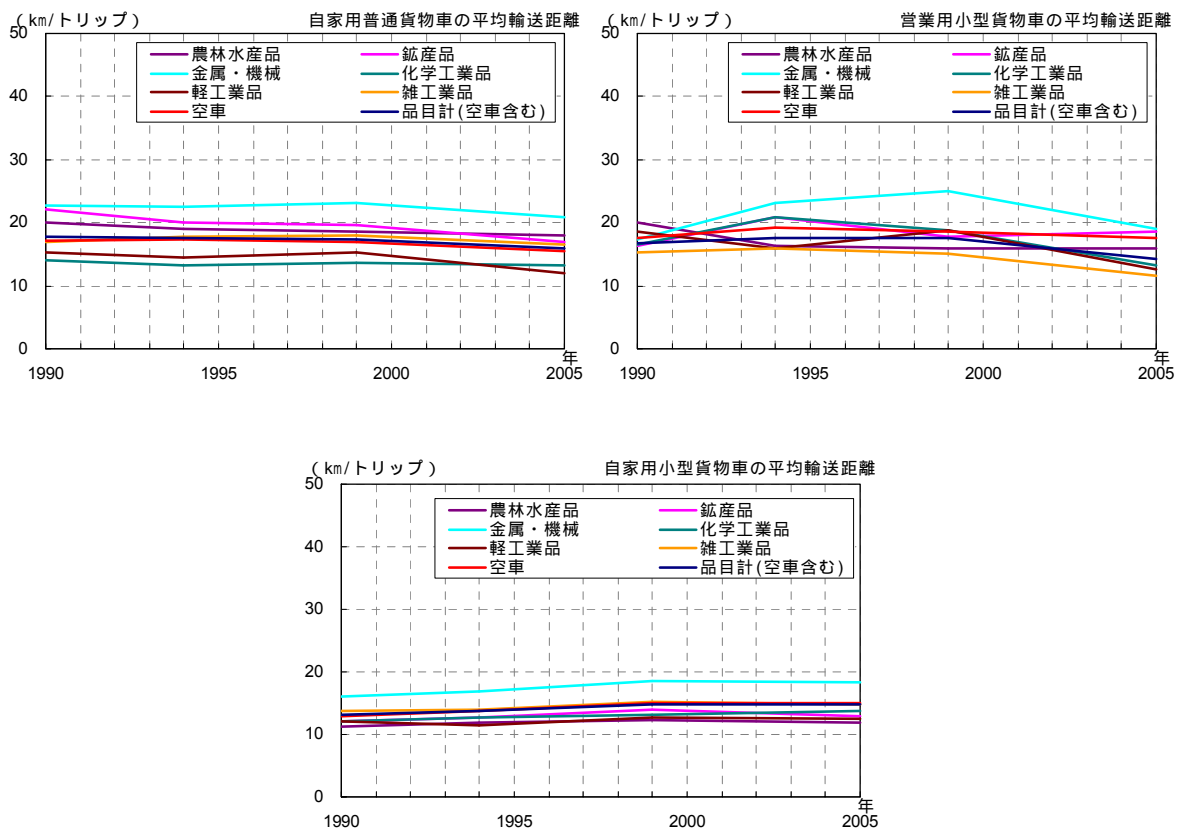 (km/トリップ) 自家用普通貨物車の平均輸送距離
50
農林水産品 鉱産品
金属・機械 化学工業品
軽工業品 雑工業品
空車 品目計(空車含む)
40
30
20
10
0
年
1990 1995 2000 2005
(km/トリップ) 営業用小型貨物車の平均輸送距離
50
農林水産品 鉱産品
金属・機械 化学工業品
軽工業品 雑工業品
空車 品目計(空車含む)
40
30
20
10
0
年
1990 1995 2000 2005
(km/トリップ) 自家用小型貨物車の平均輸送距離
50
農林水産品 鉱産品
金属・機械 化学工業品
軽工業品 雑工業品
空車 品目計(空車含む)
40
30
20
10
0
年
1990 1995 2000 2005